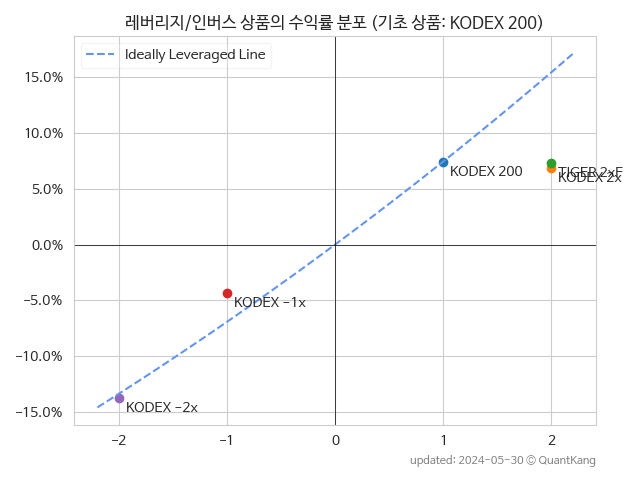 레버리지/인버스 상품의 수익률 분포 (기초 상품: KODEX 200)
Ideally Leveraged Line
15.0%
10.0%
5.0%
0.0%
−5.0%
−10.0%
−15.0%
KODEX 200
TIGER 2xF
KODEX 2x
KODEX −1x
KODEX −2x
−2 −1 0 1 2
updated: 2024-05-30 © QuantKang